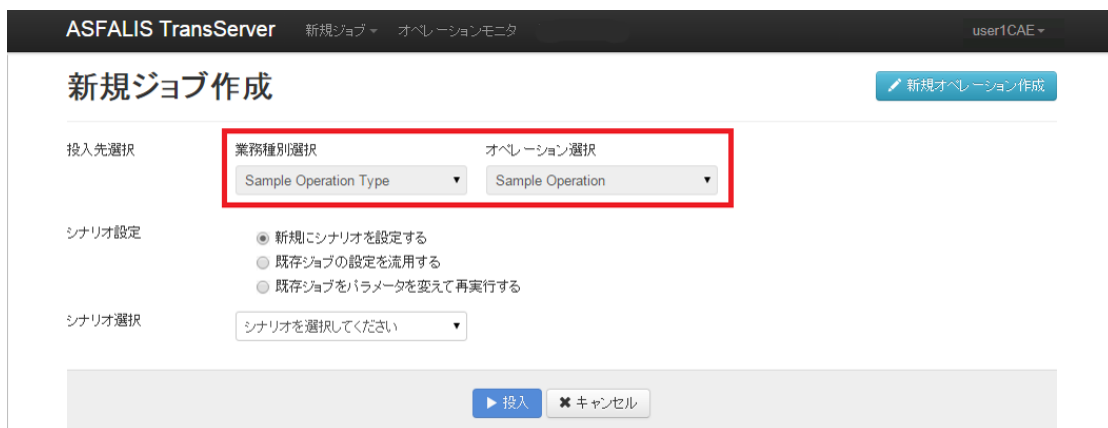 ASFALIS TransServer 新規ジョブ オペレーションモニタ user1CAE
新規ジョブ作成 新規オペレーション作成
投入先選択 業務種別選択 オペレーション選択
Sample Operation Type Sample Operation
シナリオ設定 新規にシナリオを設定する
既存ジョブの設定を流用する
既存ジョブをパラメータを変えて再実行する
シナリオ選択 シナリオを選択してください
投入 キャンセル